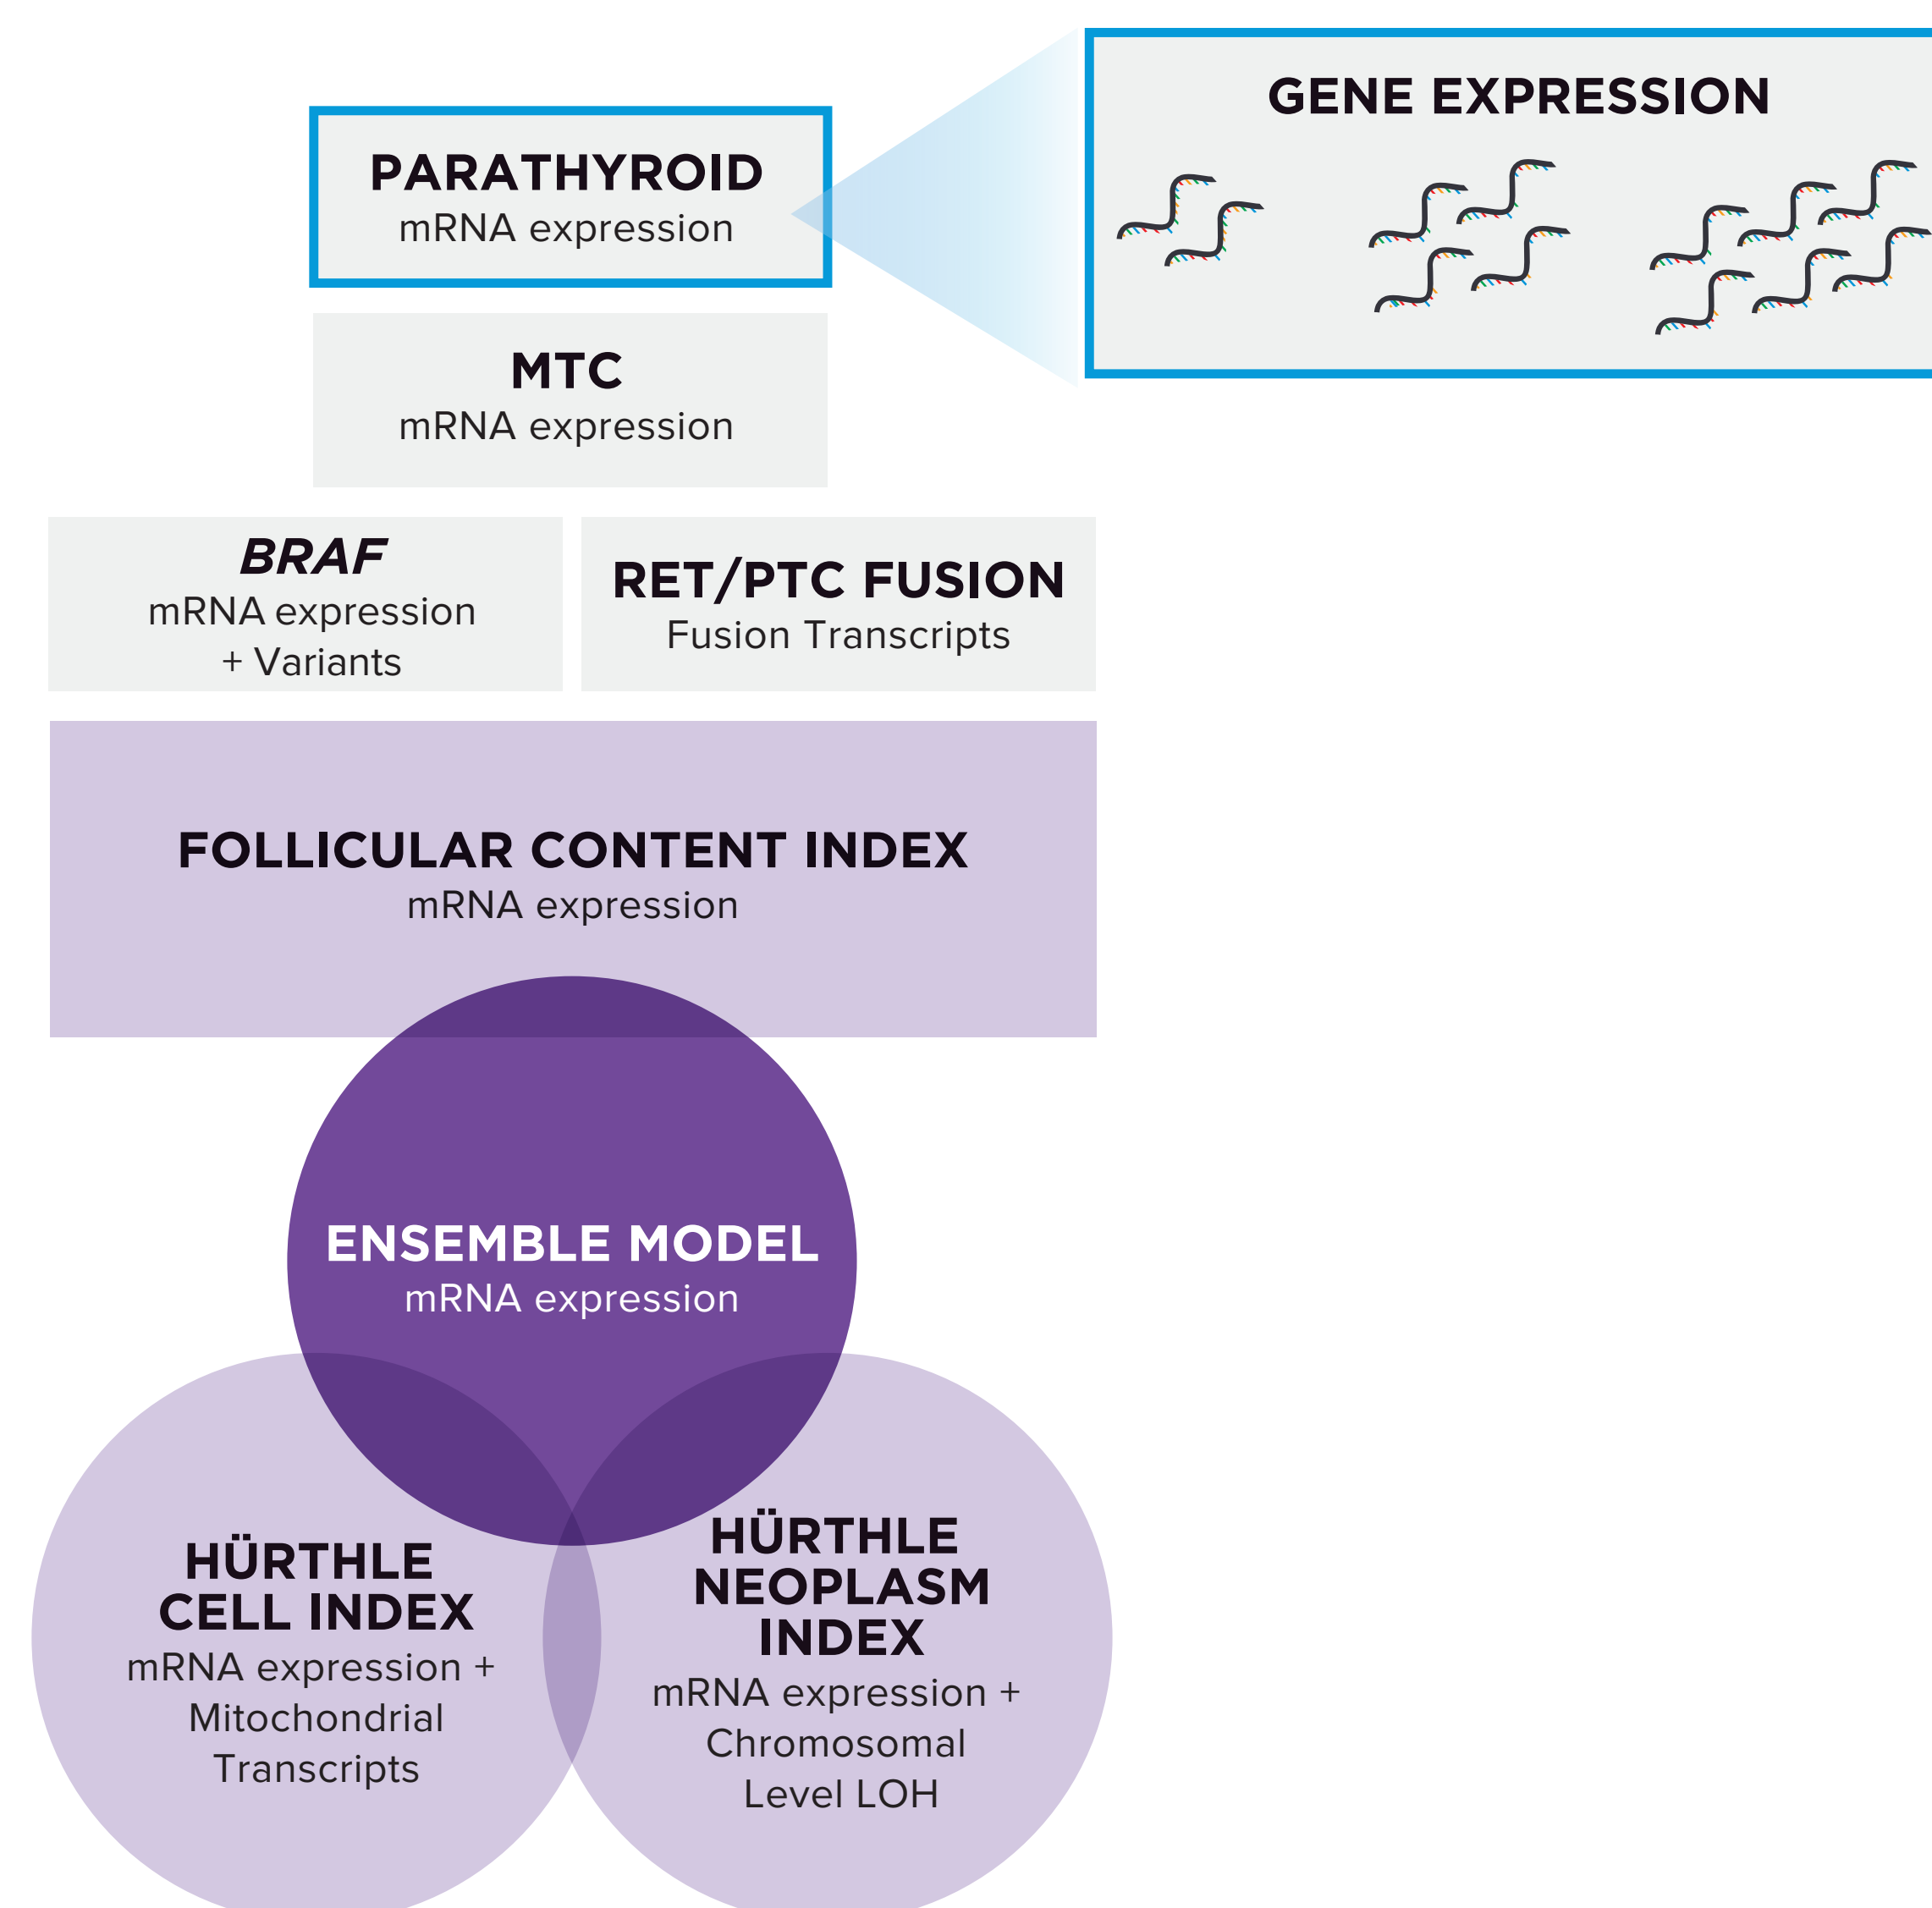 GENE EXPRESSION
PARATHYROID
mRNA expression
MTC
mRNA expression
BRAF
mRNA expression
+ Variants
RET/PTC FUSION
Fusion Transcripts
FOLLICULAR CONTENT INDEX
mRNA expression
ENSEMBLE MODEL
mRNA expression
HÜRTHLE
CELL INDEX
mRNA expression +
Mitochondrial
Transcripts
HÜRTHLE
NEOPLASM
INDEX
mRNA expression +
Chromosomal
Level LOH